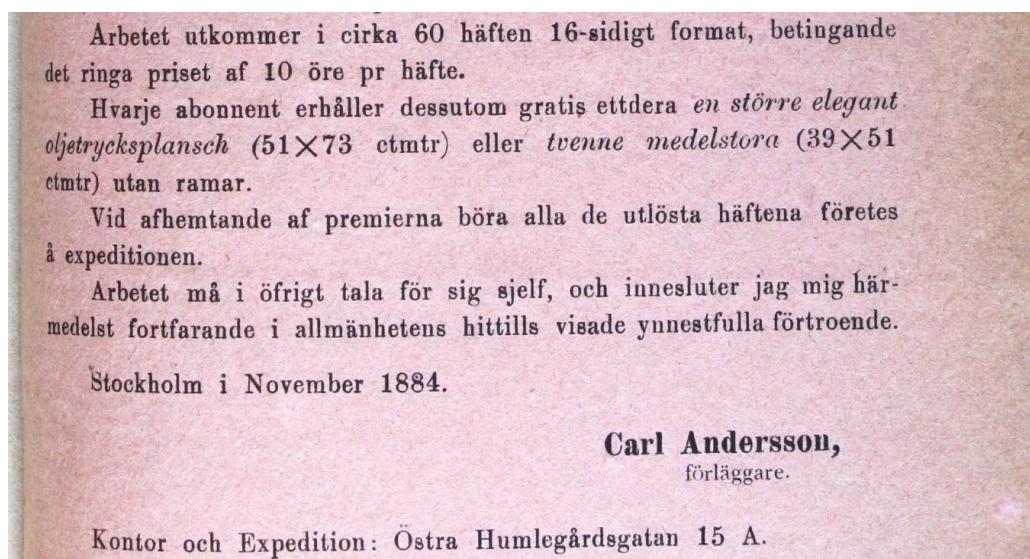 Arbetet utkommer i cirka 60 häften 16-sidigt format, betingande
det ringa priset af 10 öre pr häfte.
Hvarje abonnent erhåller dessutom gratis ettdera en större elegant
oljetrycksplansch (51×73 ctmtr) eller tvenne medelstora (39×51
ctmtr) utan ramar.
Vid afhemtande af premierna böra alla de utlösta häftena företes
å expeditionen.
Arbetet må i öfrigt tala för sig sjelf, och innesluter jag mig här-
medelst fortfarande i allmänhetens hittills visade ynnestfulla förtroende.
Stockholm i November 1884.
Carl Andersson,
förläggare.
Kontor och Expedition: Östra Humlegårdsgatan 15 A.